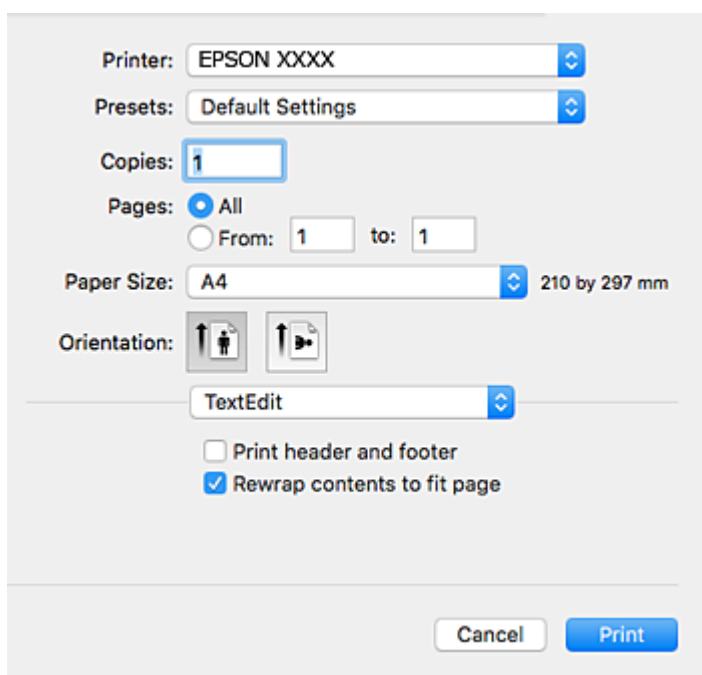 Printer: EPSON XXXX
Presets: Default Settings
Copies: 1
Pages: All
From: 1 to: 1
Paper Size: A4 210 by 297 mm
Orientation:
TextEdit
Print header and footer
Rewrap contents to fit page
Cancel Print